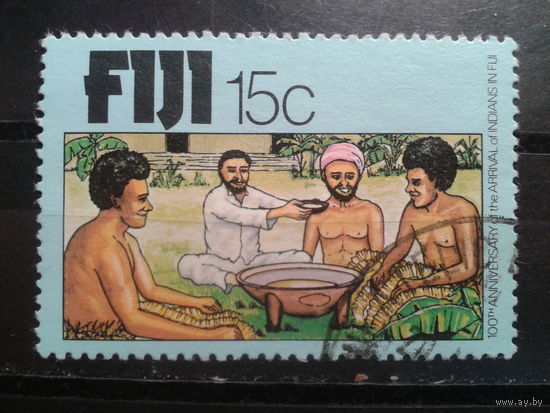 FIJI 15c
100TH ANNIVERSARY of the ARRIVAL of INDIANS IN FIJI
www.ay.by